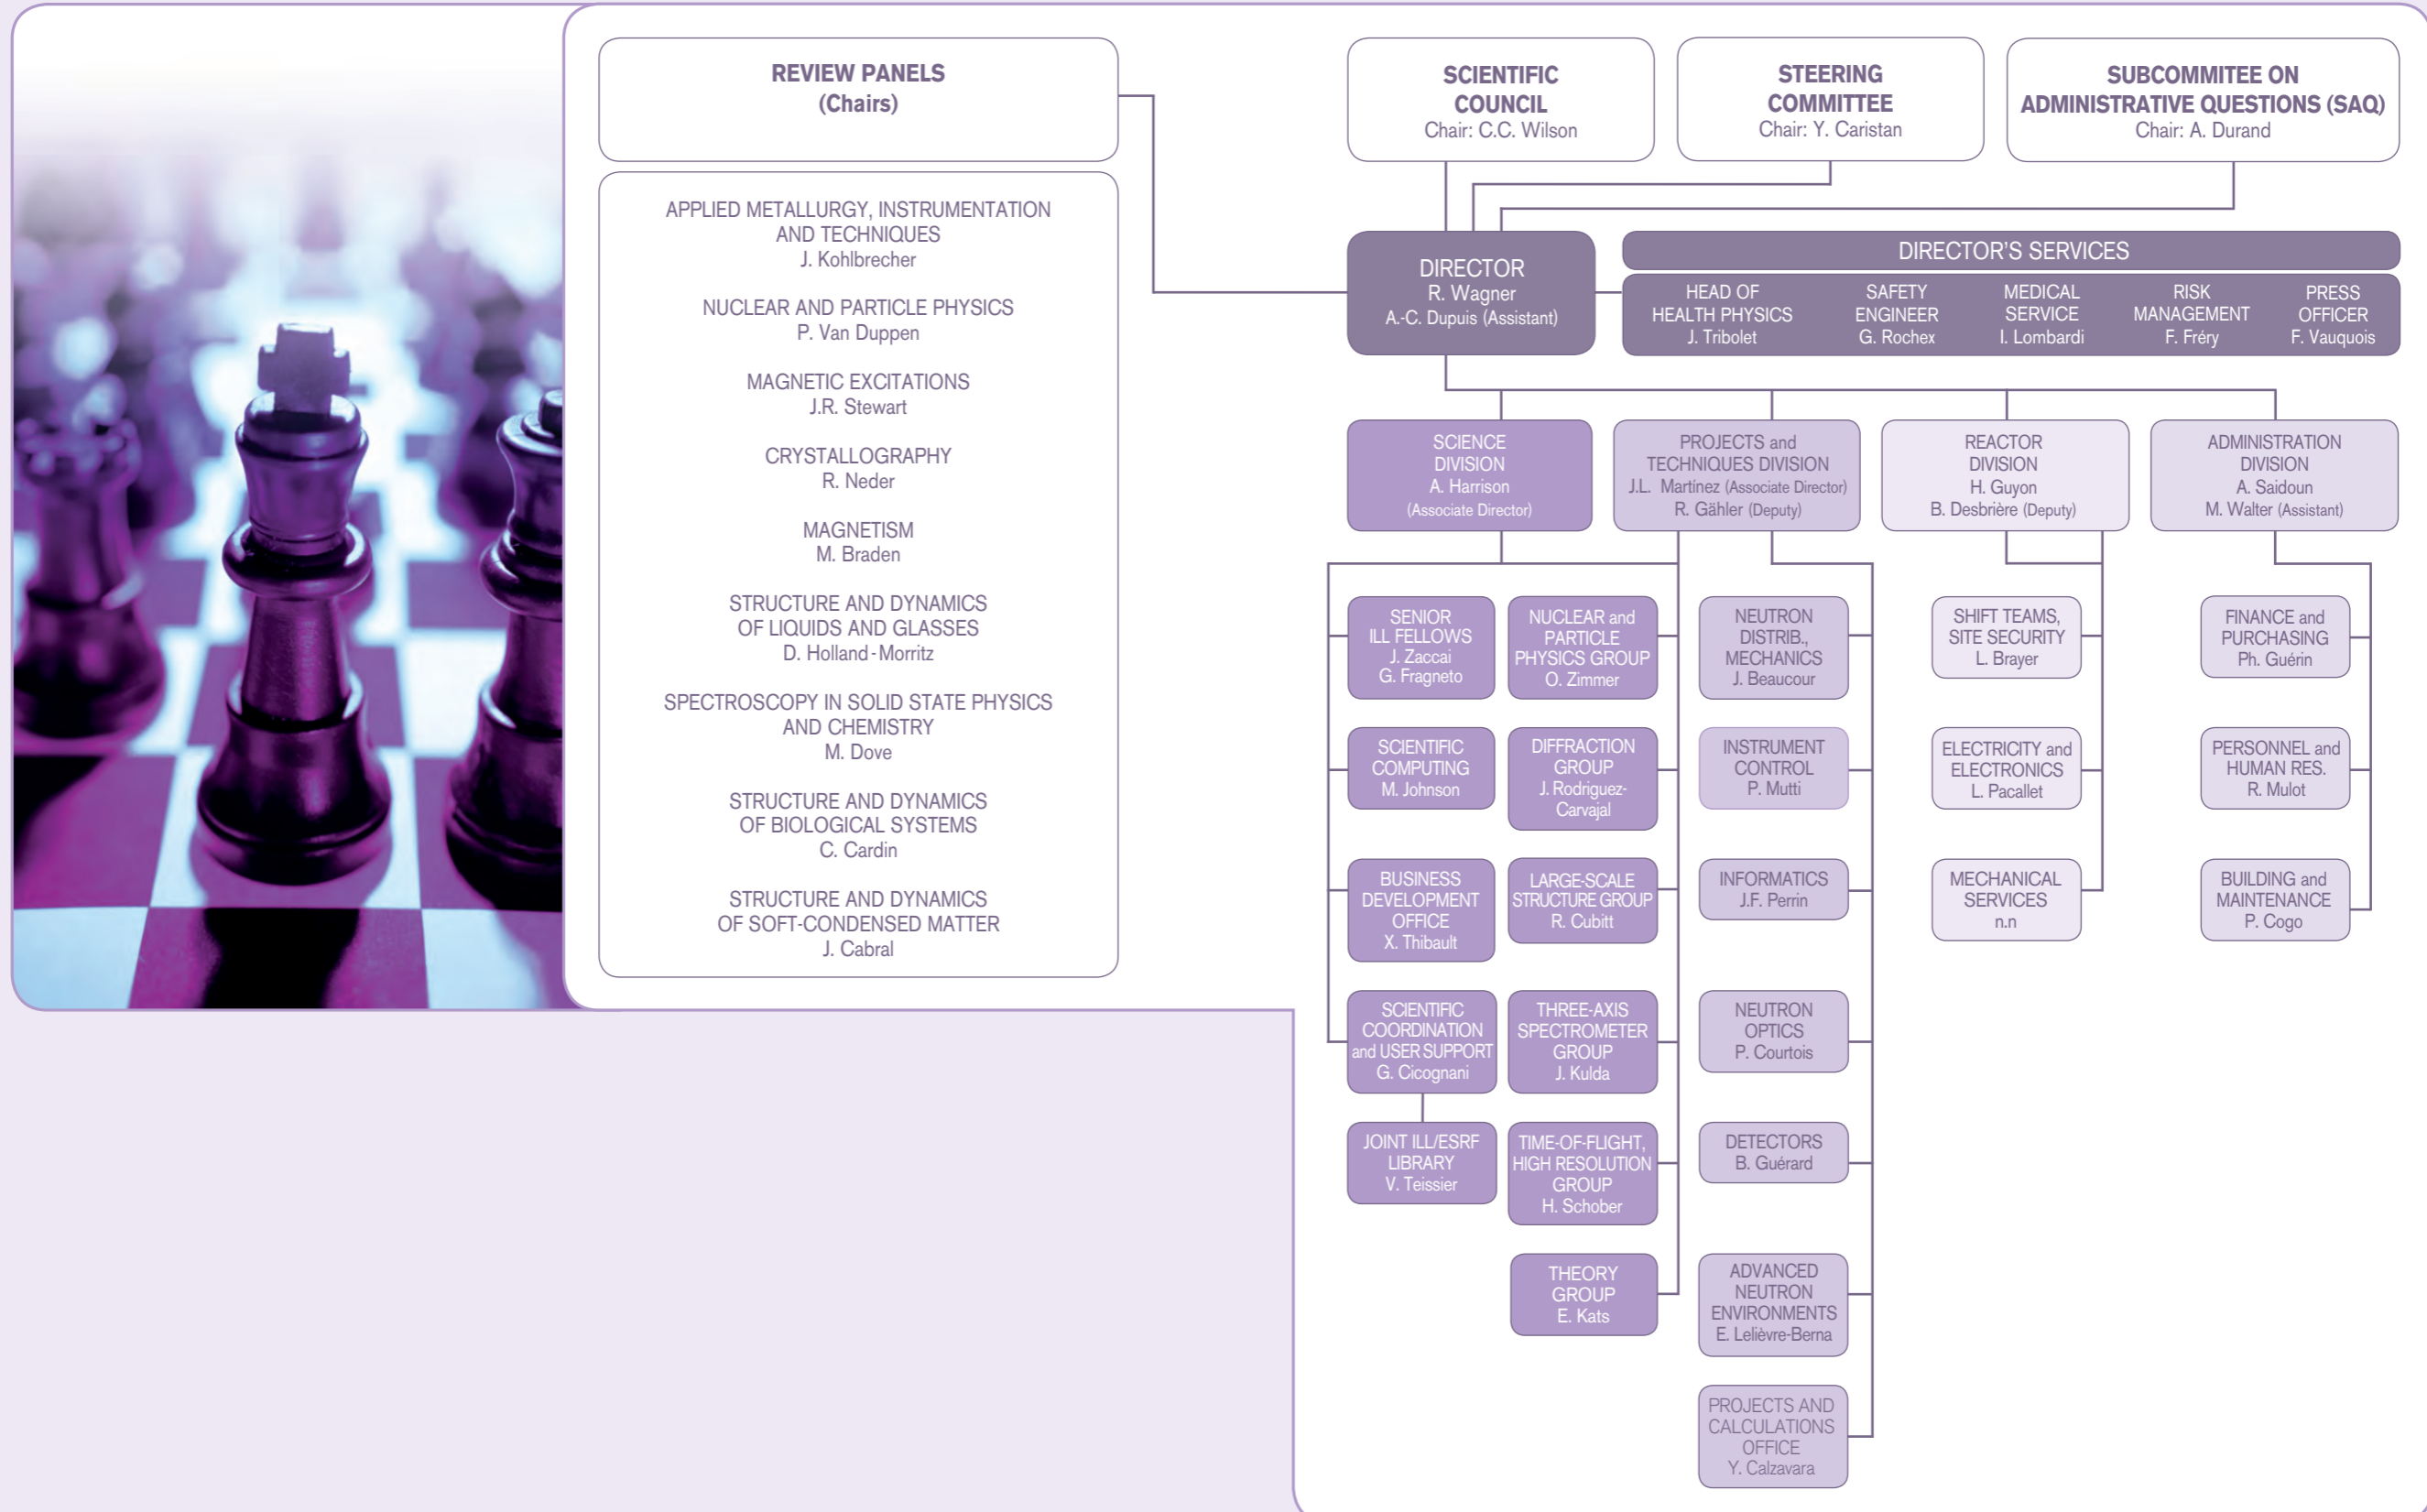 REVIEW PANELS
(Chairs)
APPLIED METALLURGY, INSTRUMENTATION
AND TECHNIQUES
J. Kohlbrecher
NUCLEAR AND PARTICLE PHYSICS
P. Van Duppen
MAGNETIC EXCITATIONS
J.R. Stewart
CRYSTALLOGRAPHY
R. Neder
MAGNETISM
M. Braden
STRUCTURE AND DYNAMICS
OF LIQUIDS AND GLASSES
D. Holland-Morritz
SPECTROSCOPY IN SOLID STATE PHYSICS
AND CHEMISTRY
M. Dove
STRUCTURE AND DYNAMICS
OF BIOLOGICAL SYSTEMS
C. Cardin
STRUCTURE AND DYNAMICS
OF SOFT-CONDENSED MATTER
J. Cabral
SCIENTIFIC
COUNCIL
Chair: C.C. Wilson
STEERING
COMMITTEE
Chair: Y. Caristan
SUBCOMMITEE ON
ADMINISTRATIVE QUESTIONS (SAQ)
Chair: A. Durand
DIRECTOR
R. Wagner
A.-C. Dupuis (Assistant)
DIRECTOR'S SERVICES
HEAD OF
HEALTH PHYSICS
J. Tribolet
SAFETY
ENGINEER
G. Rochex
MEDICAL
SERVICE
I. Lombardi
RISK
MANAGEMENT
F. Fréry
PRESS
OFFICER
F. Vauquois
SCIENCE
DIVISION
A. Harrison
(Associate Director)
PROJECTS and
TECHNIQUES DIVISION
J.L. Martínez (Associate Director)
R. Gähler (Deputy)
REACTOR
DIVISION
H. Guyon
B. Desbrière (Deputy)
ADMINISTRATION
DIVISION
A. Saidoun
M. Walter (Assistant)
SENIOR
ILL FELLOWS
J. Zaccai
G. Fragneto
SCIENTIFIC
COMPUTING
M. Johnson
BUSINESS
DEVELOPMENT
OFFICE
X. Thibault
SCIENTIFIC
COORDINATION
and USER SUPPORT
G. Cicognani
JOINT ILL/ESRF
LIBRARY
V. Teissier
NUCLEAR and
PARTICLE
PHYSICS GROUP
O. Zimmer
DIFFRACTION
GROUP
J. Rodriguez-
Carvajal
LARGE-SCALE
STRUCTURE GROUP
R. Cubitt
THREE-AXIS
SPECTROMETER
GROUP
J. Kulda
TIME-OF-FLIGHT,
HIGH RESOLUTION
GROUP
H. Schober
THEORY
GROUP
E. Kats
NEUTRON
DISTRIB.,
MECHANICS
J. Beaucour
INSTRUMENT
CONTROL
P. Mutti
INFORMATICS
J.F. Perrin
NEUTRON
OPTICS
P. Courtois
DETECTORS
B. Guérard
ADVANCED
NEUTRON
ENVIRONMENTS
E. Lelièvre-Berna
PROJECTS AND
CALCULATIONS
OFFICE
Y. Calzavara
SHIFT TEAMS,
SITE SECURITY
L. Brayer
ELECTRICITY and
ELECTRONICS
L. Pacallet
MECHANICAL
SERVICES
n.n
FINANCE and
PURCHASING
Ph. Guérin
PERSONNEL and
HUMAN RES.
R. Mulot
BUILDING and
MAINTENANCE
P. Cogo